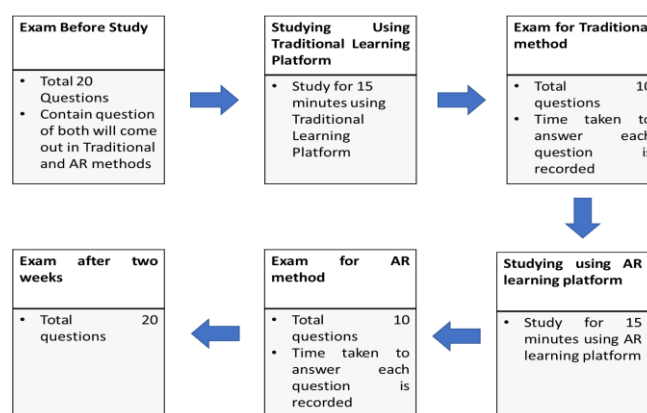 Exam Before Study
• Total 20
Questions
• Contain question
of both will come
out in Traditional
and AR methods
Studying Using
Traditional Learning
Platform
• Study for 15
minutes using
Traditional
Learning
Platform
Exam for Traditional
method
• Total 10
questions
• Time taken to
answer each
question is
recorded
Studying using AR
learning platform
• Study for 15
minutes using AR
learning platform
Exam for AR
method
• Total 10
questions
• Time taken to
answer each
question is
recorded
Exam after two
weeks
• Total 20
questions